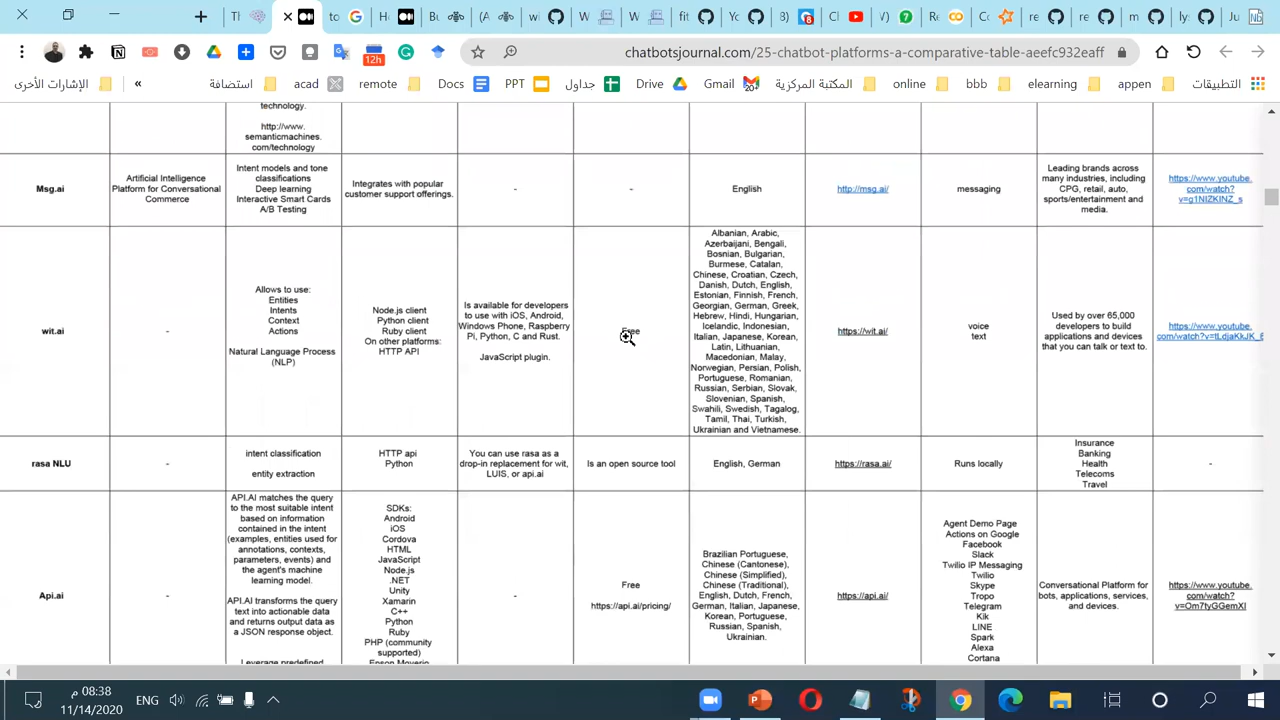 chatbotsjournal.com/25-chatbot-platforms-a-comparative-table-aeefc932eaff
12h
الإشارات الأخرى
»
استضافة
acad
remote
Docs
PPT
جداول
Drive
Gmail
20+
المكتبة المركزية
online
bbb
elearning
appen
التطبيقات
technology.
http://www.
semanticmachines.
com/technology
Msg.ai
Artificial Intelligence
Platform for Conversational
Commerce
Intent models and tone
classifications
Deep learning
Interactive Smart Cards
A/B Testing
Integrates with popular
customer support offerings.
-
-
English
http://msg.ai/
messaging
Leading brands across
many industries, including
CPG, retail, auto,
sports/entertainment and
media.
https://www.youtube.
com/watch?
v=g1NIZKINZ_s
wit.ai
-
Allows to use:
Entities
Intents
Context
Actions
Natural Language Process
(NLP)
Node.js client
Python client
Ruby client
On other platforms:
HTTP API
Is available for developers
to use with iOS, Android,
Windows Phone, Raspberry
Pi, Python, C and Rust.
JavaScript plugin.
Free
Albanian, Arabic,
Azerbaijani, Bengali,
Bosnian, Bulgarian,
Burmese, Catalan,
Chinese, Croatian, Czech,
Danish, Dutch, English,
Estonian, Finnish, French,
Georgian, German, Greek,
Hebrew, Hindi, Hungarian,
Icelandic, Indonesian,
Italian, Japanese, Korean,
Latin, Lithuanian,
Macedonian, Malay,
Norwegian, Persian, Polish,
Portuguese, Romanian,
Russian, Serbian, Slovak,
Slovenian, Spanish,
Swahili, Swedish, Tagalog,
Tamil, Thai, Turkish,
Ukrainian and Vietnamese.
https://wit.ai/
voice
text
Used by over 65,000
developers to build
applications and devices
that you can talk or text to.
https://www.youtube.
rasa NLU
-
intent classification
entity extraction
HTTP api
Python
You can use rasa as a
drop-in replacement for wit,
LUIS, or api.ai
Is an open source tool
English, German
https://rasa.ai/
Runs locally
Insurance
Banking
Health
Telecoms
Travel
-
Api.ai
-
API.AI matches the query
to the most suitable intent
based on information
contained in the intent
(examples, entities used for
annotations, contexts,
parameters, events) and
the agent's machine
learning model.
API.AI transforms the query
text into actionable data
and returns output data as
a JSON response object.
Leverage predefined
SDKs:
Android
iOS
Cordova
HTML
JavaScript
Node.js
.NET
Unity
Xamarin
C++
Python
Ruby
PHP (community
supported)
Epson Moverio
-
Free
https://api.ai/pricing/
Brazilian Portuguese,
Chinese (Cantonese),
Chinese (Simplified),
Chinese (Traditional),
English, Dutch, French,
German, Italian, Japanese,
Korean, Portuguese,
Russian, Spanish,
Ukrainian.
https://api.ai/
Agent Demo Page
Actions on Google
Facebook
Slack
Twilio IP Messaging
Twilio
Skype
Tropo
Telegram
Kik
LINE
Spark
Alexa
Cortana
Conversational Platform for
bots, applications, services,
and devices.
https://www.youtube.
com/watch?
v=Om7tyGGemXI
08:38 م
11/14/2020
ENG